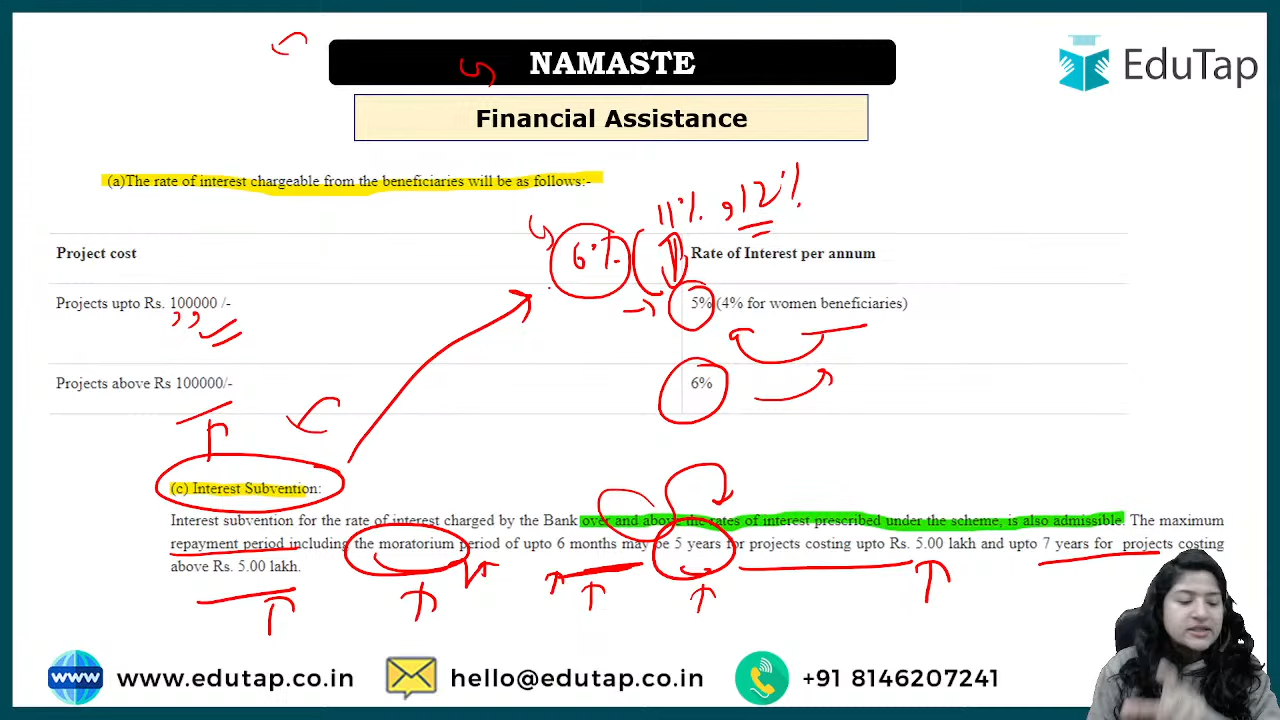 NAMASTE
EduTap
Financial Assistance
(a)The rate of interest chargeable from the beneficiaries will be as follows:-
11% , 12%
6%
Project cost
Rate of Interest per annum
Projects upto Rs. 100000 /-
5% (4% for women beneficiaries)
Projects above Rs 100000/-
6%
(c) Interest Subvention:
Interest subvention for the rate of interest charged by the Bank over and above the rates of interest prescribed under the scheme, is also admissible. The maximum
repayment period including the moratorium period of upto 6 months may be 5 years for projects costing upto Rs. 5.00 lakh and upto 7 years for projects costing
above Rs. 5.00 lakh.
www
www.edutap.co.in
hello@edutap.co.in
+91 8146207241